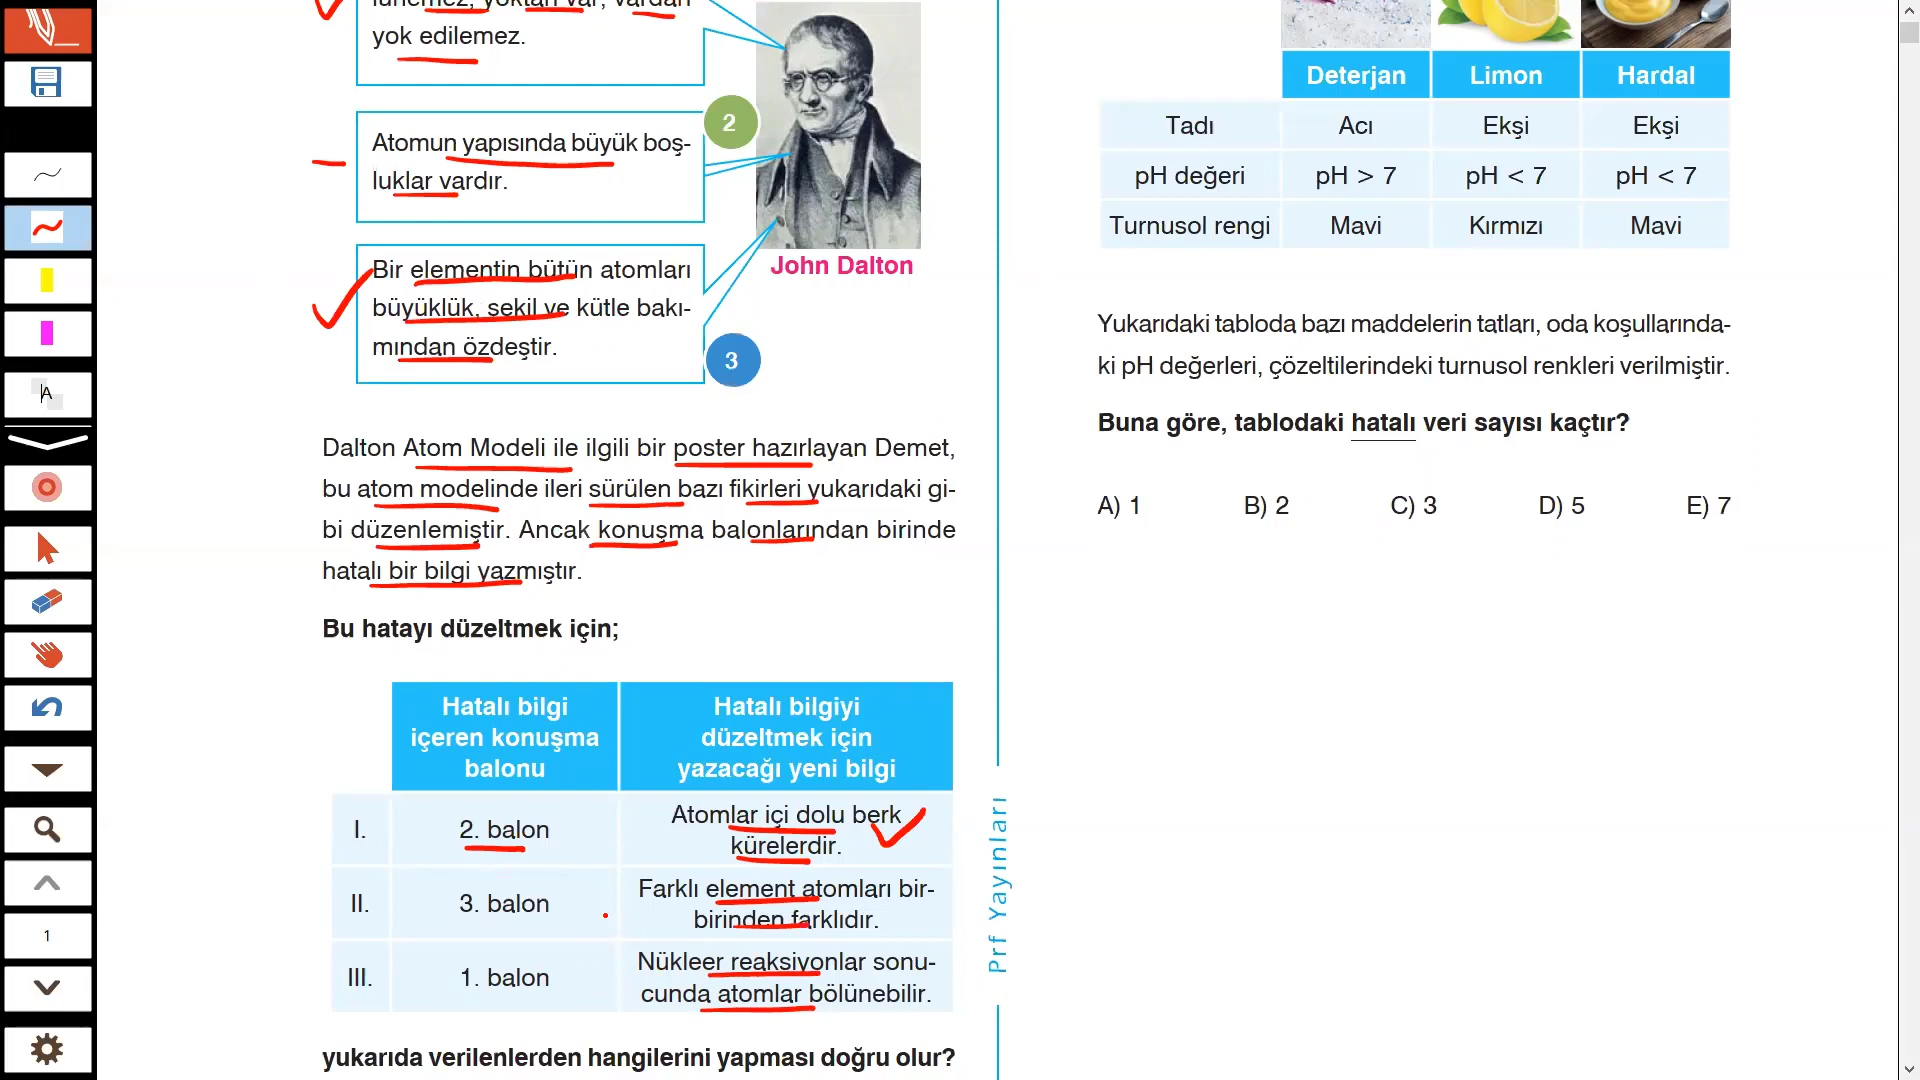 lünemez, yoktan var, vardan
yok edilemez.
2
Atomun yapısında büyük boş-
luklar vardır.
Bir elementin bütün atomları
büyüklük, şekil ve kütle bakı-
mından özdeştir.
3
John Dalton
Dalton Atom Modeli ile ilgili bir poster hazırlayan Demet,
bu atom modelinde ileri sürülen bazı fikirleri yukarıdaki gi-
bi düzenlemiştir. Ancak konuşma balonlarından birinde
hatalı bir bilgi yazmıştır.
Bu hatayı düzeltmek için;
Hatalı bilgi
içeren konuşma
balonu
Hatalı bilgiyi
düzeltmek için
yazacağı yeni bilgi
I.
2. balon
Atomlar içi dolu berk
kürelerdir.
II.
3. balon
Farklı element atomları bir-
birinden farklıdır.
III.
1. balon
Nükleer reaksiyonlar sonu-
cunda atomlar bölünebilir.
yukarıda verilenlerden hangilerini yapması doğru olur?
Prf Yayınları
Deterjan Limon Hardal
Tadı Acı Ekşi Ekşi
pH değeri pH > 7 pH < 7 pH < 7
Turnusol rengi Mavi Kırmızı Mavi
Yukarıdaki tabloda bazı maddelerin tatları, oda koşullarında-
ki pH değerleri, çözeltilerindeki turnusol renkleri verilmiştir.
Buna göre, tablodaki hatalı veri sayısı kaçtır?
A) 1 B) 2 C) 3 D) 5 E) 7
A
1